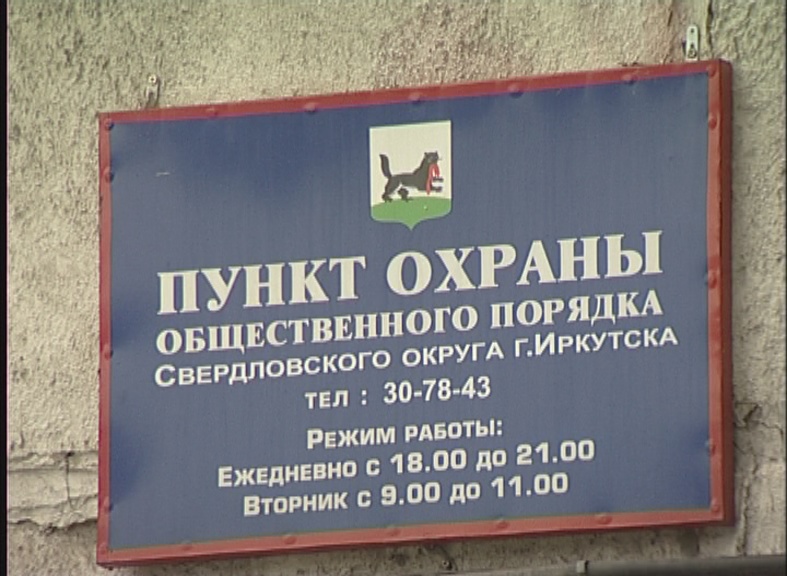 ПУНКТ ОХРАНЫ
ОБЩЕСТВЕННОГО ПОРЯДКА
СВЕРДЛОВСКОГО ОКРУГА Г.ИРКУТСКА
ТЕЛ : 30-78-43
РЕЖИМ РАБОТЫ:
ЕЖЕДНЕВНО С 18.00 ДО 21.00
ВТОРНИК С 9.00 ДО 11.00